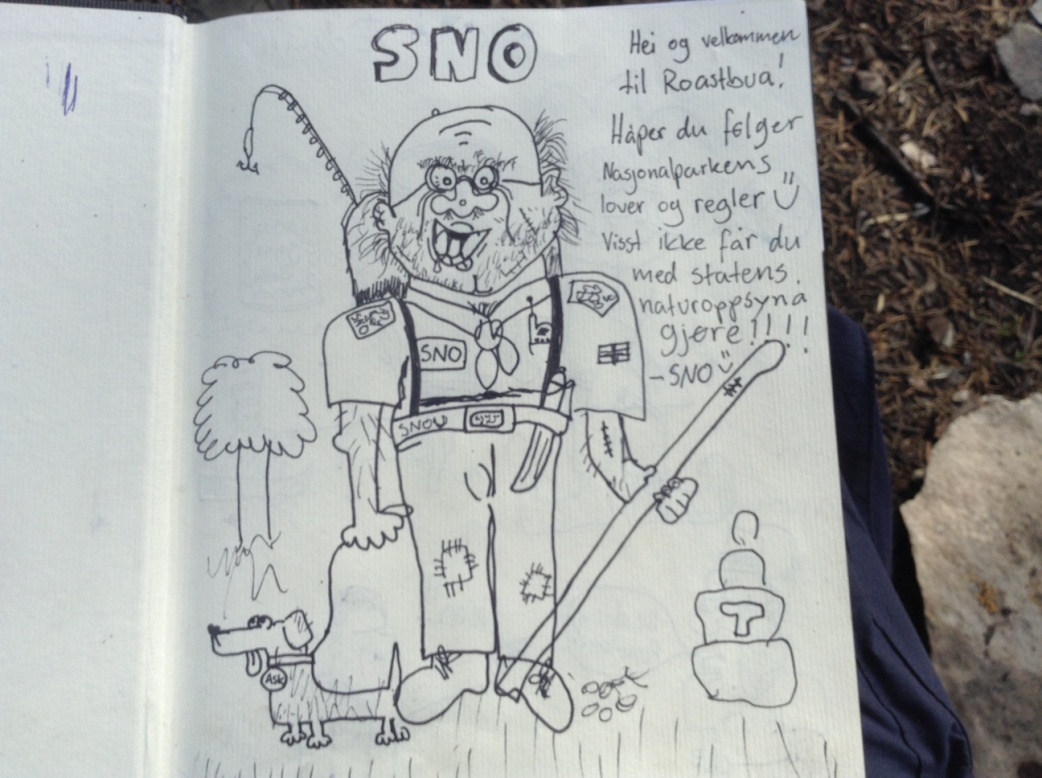 SNO
Hei og velkommen
til Roastbua!
Håper du følger
Nasjonalparkens
lover og regler
Visst ikke får du
med statens
naturoppsyna
gjøre!!!!
-SNO
SNO
SNO
T
Ask